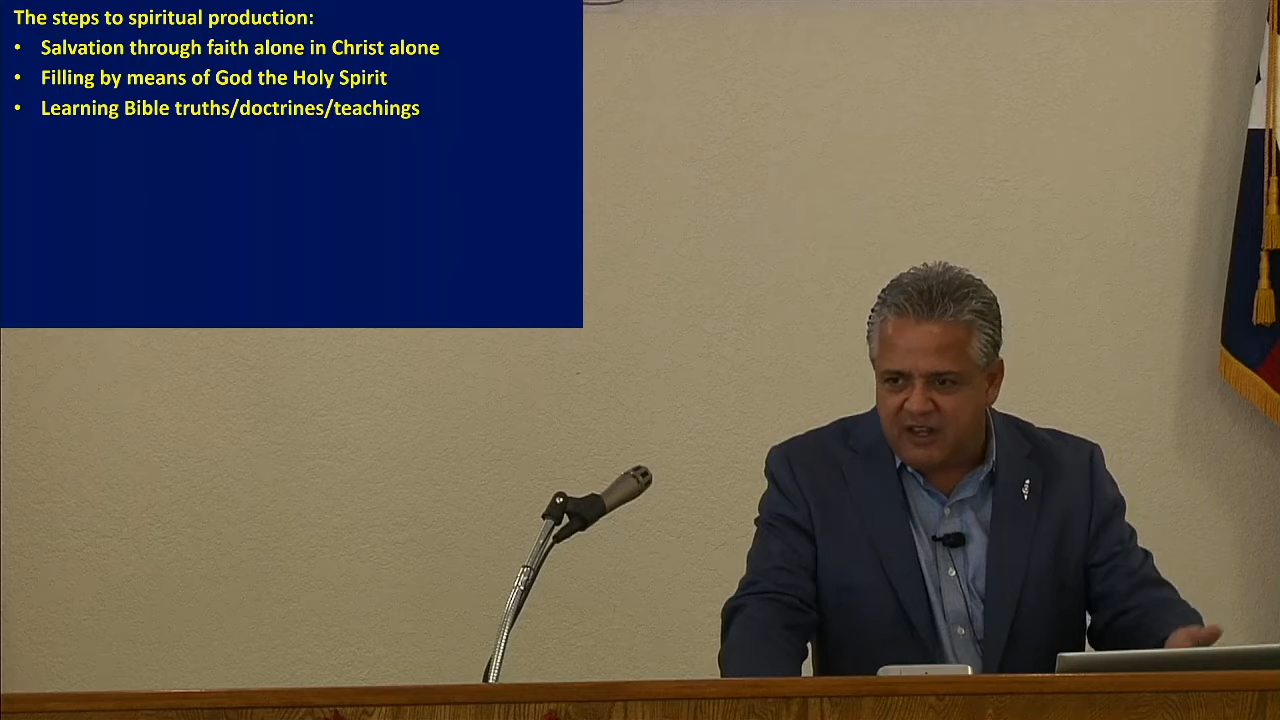 The steps to spiritual production:
• Salvation through faith alone in Christ alone
• Filling by means of God the Holy Spirit
• Learning Bible truths/doctrines/teachings